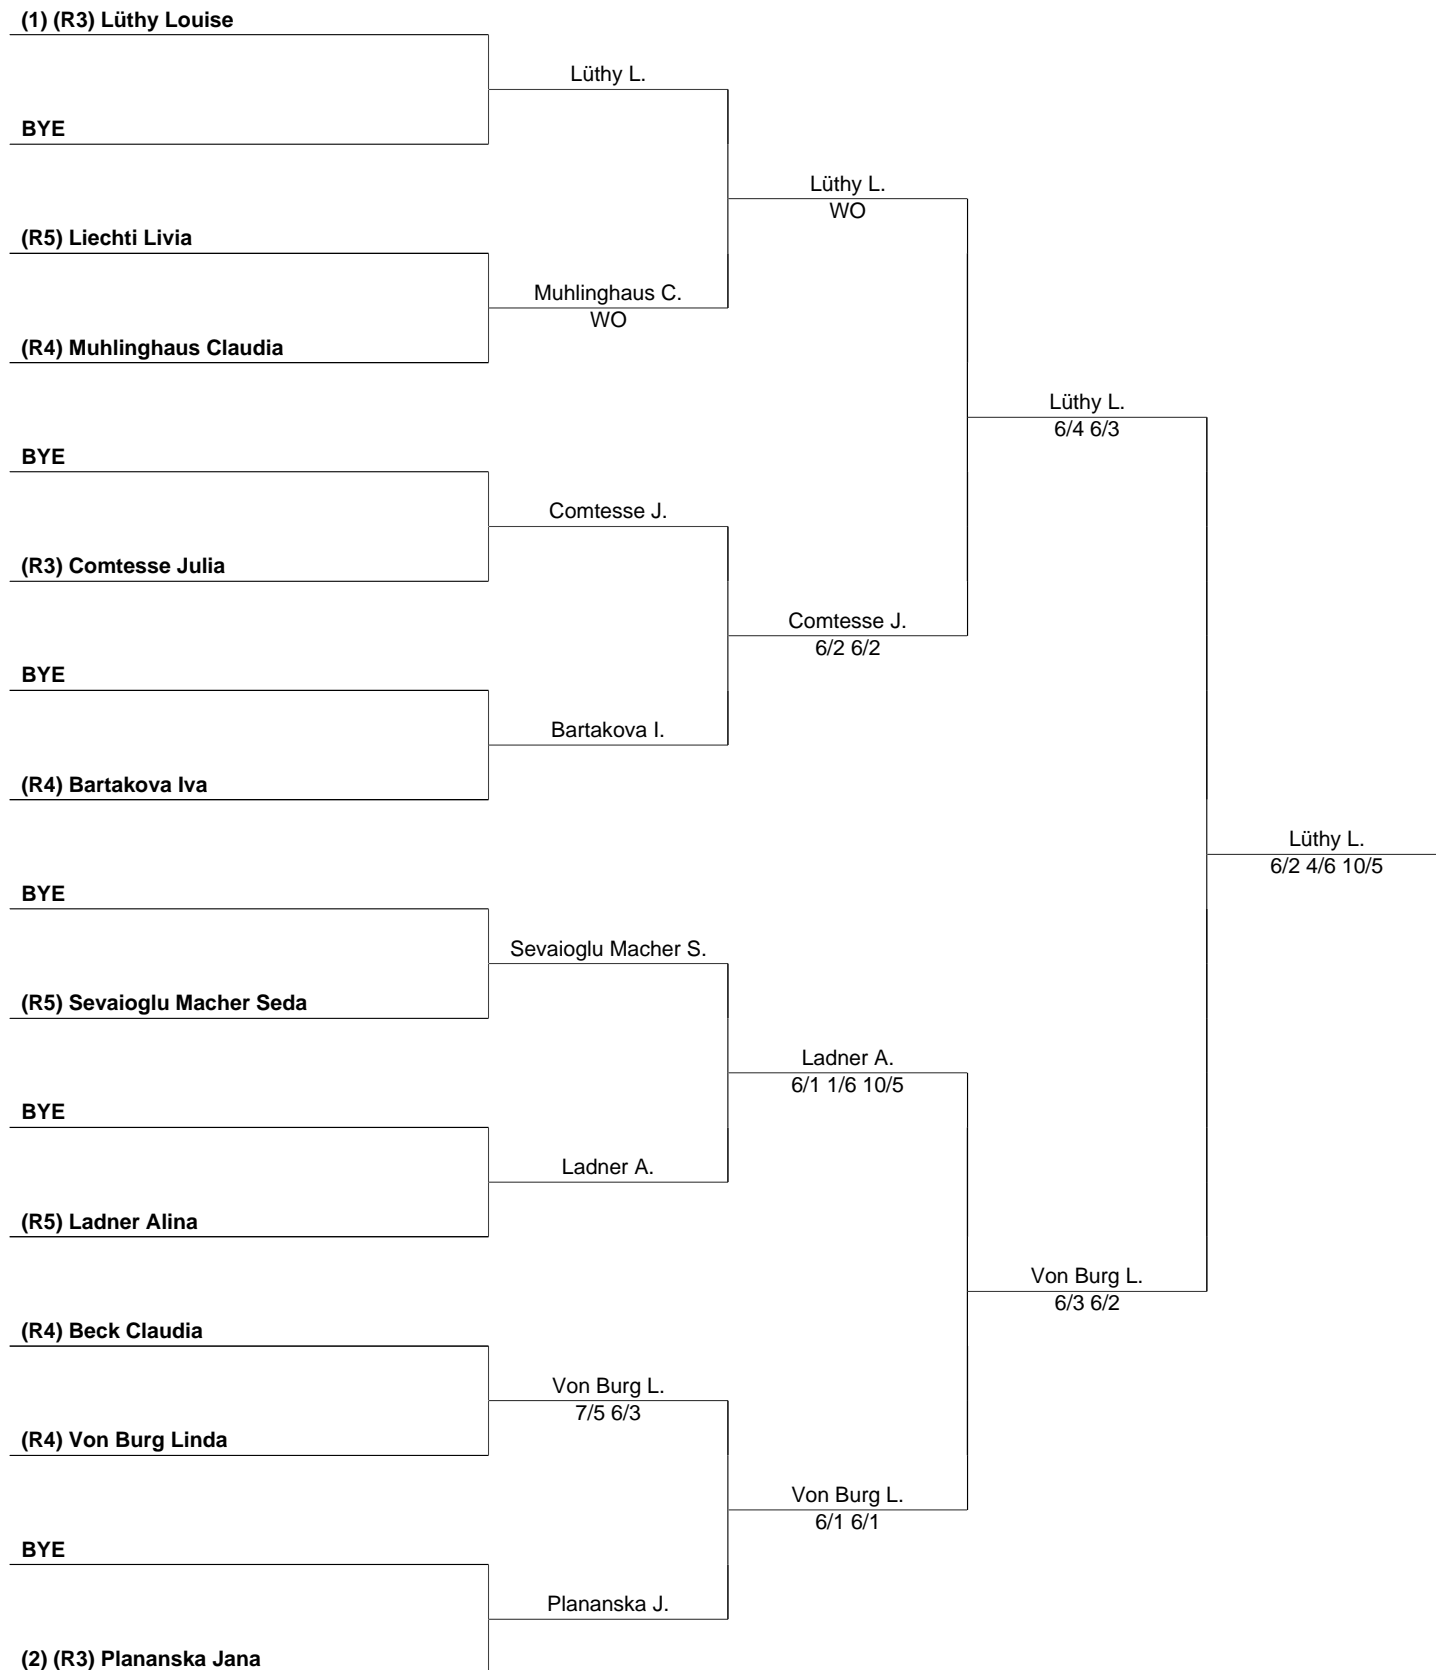 (1) (R3) Lüthy Louise
Lüthy L.
BYE
Lüthy L.
WO
(R5) Liechti Livia
Muhlinghaus C.
WO
(R4) Muhlinghaus Claudia
Lüthy L.
6/4 6/3
BYE
Comtesse J.
(R3) Comtesse Julia
Comtesse J.
6/2 6/2
BYE
Bartakova I.
(R4) Bartakova Iva
Lüthy L.
6/2 4/6 10/5
BYE
Sevaioglu Macher S.
(R5) Sevaioglu Macher Seda
Ladner A.
6/1 1/6 10/5
BYE
Ladner A.
(R5) Ladner Alina
Von Burg L.
6/3 6/2
(R4) Beck Claudia
Von Burg L.
7/5 6/3
(R4) Von Burg Linda
Von Burg L.
6/1 6/1
BYE
Plananska J.
(2) (R3) Plananska Jana